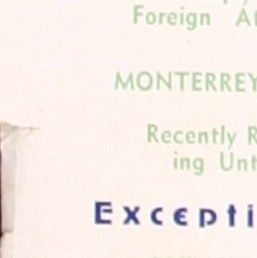 Foreign Af
MONTERREY
Recently R
ing Unt
Excepti